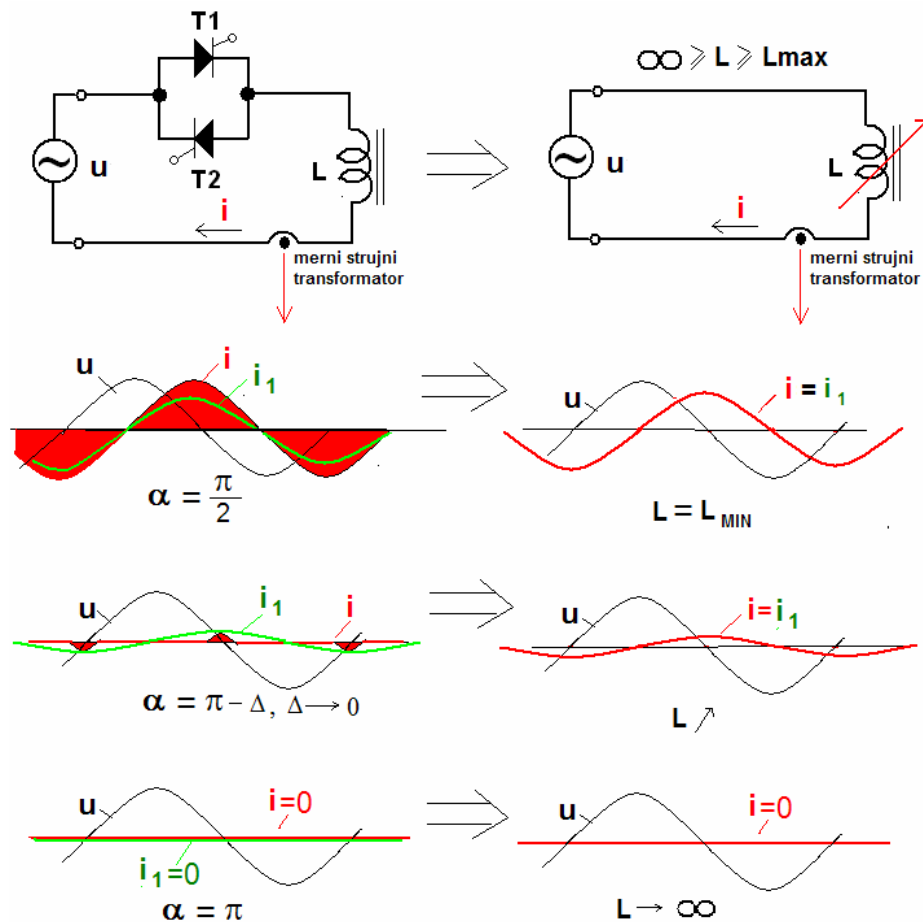 T1
∞ ⩾ L ⩾ Lmax
u
T2
L
i
merni strujni
transformator
u
L
i
merni strujni
transformator
u
i
i₁
α = π/2
u
i = i₁
L = L MIN
u
i₁
i
α = π – Δ, Δ → 0
u
i = i₁
L ↗
u
i=0
i₁=0
α = π
u
i=0
L → ∞